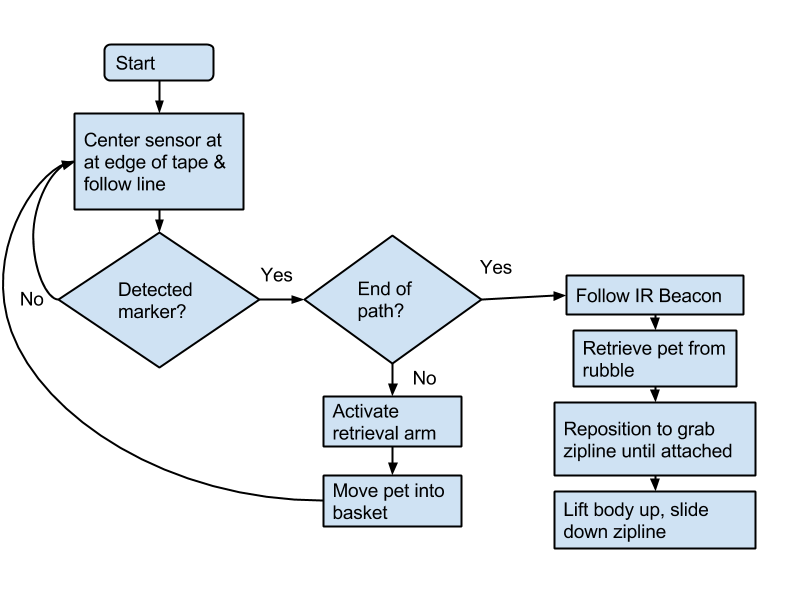 Start
Center sensor at
at edge of tape &
follow line
Detected
marker?
No
Yes
End of
path?
Yes
No
Activate
retrieval arm
Move pet into
basket
Follow IR Beacon
Retrieve pet from
rubble
Reposition to grab
zipline until attached
Lift body up, slide
down zipline